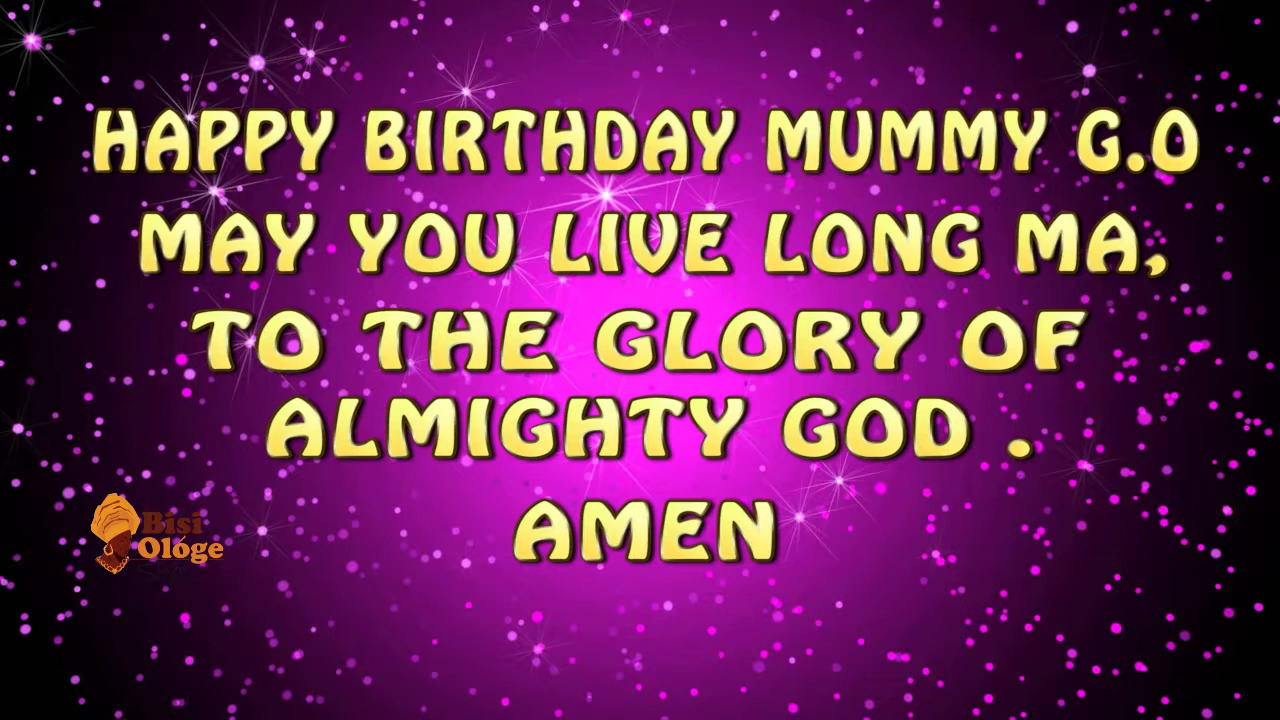 HAPPY BIRTHDAY MUMMY G.O
MAY YOU LIVE LONG MA,
TO THE GLORY OF
ALMIGHTY GOD .
AMEN
Bisi
Ológe